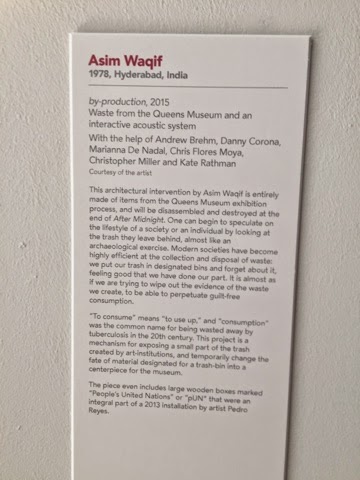 Asim Waqif
1978, Hyderabad, India
by-production, 2015
Waste from the Queens Museum and an
interactive acoustic system
With the help of Andrew Brehm, Danny Corona,
Marianna De Nadal, Chris Flores Moya,
Christopher Miller and Kate Rathman
Courtesy of the artist
This architectural intervention by Asim Waqif is entirely
made of items from the Queens Museum exhibition
process, and will be disassembled and destroyed at the
end of After Midnight. One can begin to speculate on
the lifestyle of a society or an individual by looking at
the trash they leave behind, almost like an
archaeological exercise. Modern societies have become
highly efficient at the collection and disposal of waste:
we put our trash in designated bins and forget about it,
feeling good that we have done our part. It is almost as
if we are trying to wipe out the evidence of the waste
we create, to be able to perpetuate guilt-free
consumption.
"To consume" means "to use up," and "consumption"
was the common name for being wasted away by
tuberculosis in the 20th century. This project is a
mechanism for exposing a small part of the trash
created by art-institutions, and temporarily change the
fate of material designated for a trash-bin into a
centerpiece for the museum.
The piece even includes large wooden boxes marked
"People's United Nations" or "pUN" that were an
integral part of a 2013 installation by artist Pedro
Reyes.